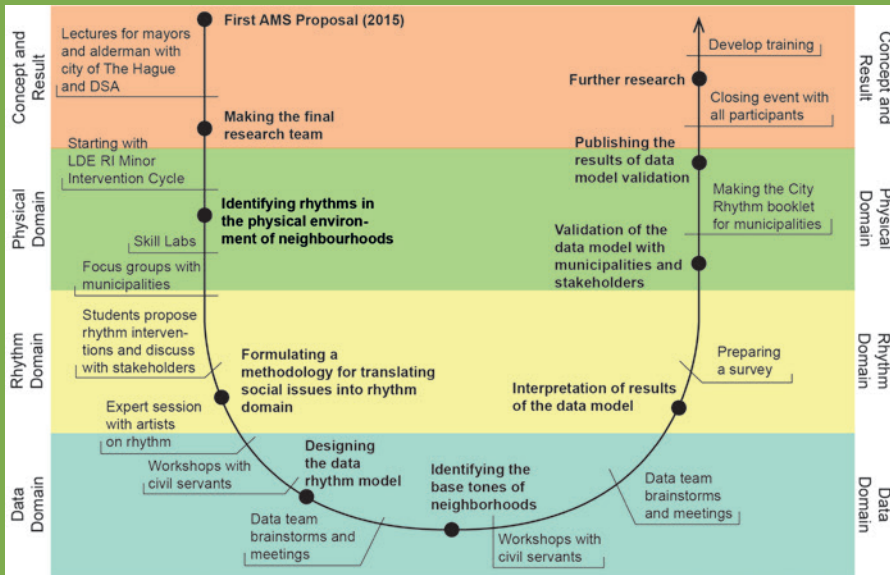 First AMS Proposal (2015)
Lectures for mayors
and alderman with
city of The Hague
and DSA
Making the final
research team
Starting with
LDE RI Minor
Intervention Cycle
Identifying rhythms in
the physical environ-
ment of neighbourhoods
Skill Labs
Focus groups with
municipalities
Students propose
rhythm interven-
tions and discuss
with stakeholders
Formulating a
methodology for translating
social issues into rhythm
domain
Expert session
with artists
on rhythm
Workshops with
civil servants
Designing
the data
rhythm model
Data team
brainstorms and
meetings
Identifying the
base tones of
neighborhoods
Workshops with
civil servants
Data team
brainstorms
and meetings
Interpretation of results
of the data model
Preparing
a survey
Validation of the
data model with
municipalities and
stakeholders
Making the City
Rhythm booklet
for municipalities
Publishing the
results of data
model validation
Closing event with
all participants
Further research
Develop training
Concept and
Result
Physical
Domain
Rhythm
Domain
Data
Domain
Concept and
Result
Physical
Domain
Rhythm
Domain
Data
Domain